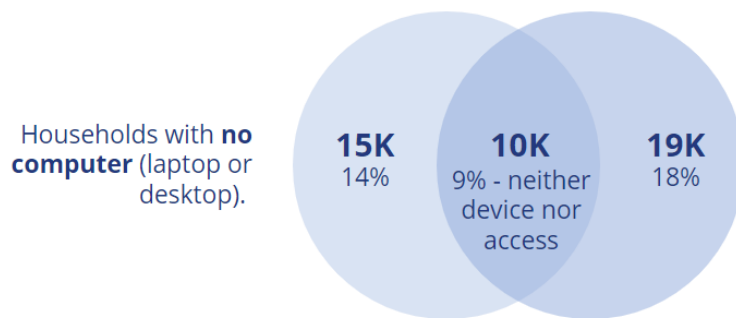 Households with no
computer (laptop or
desktop).
15K
14%
10K
9% - neither
device nor
access
19K
18%